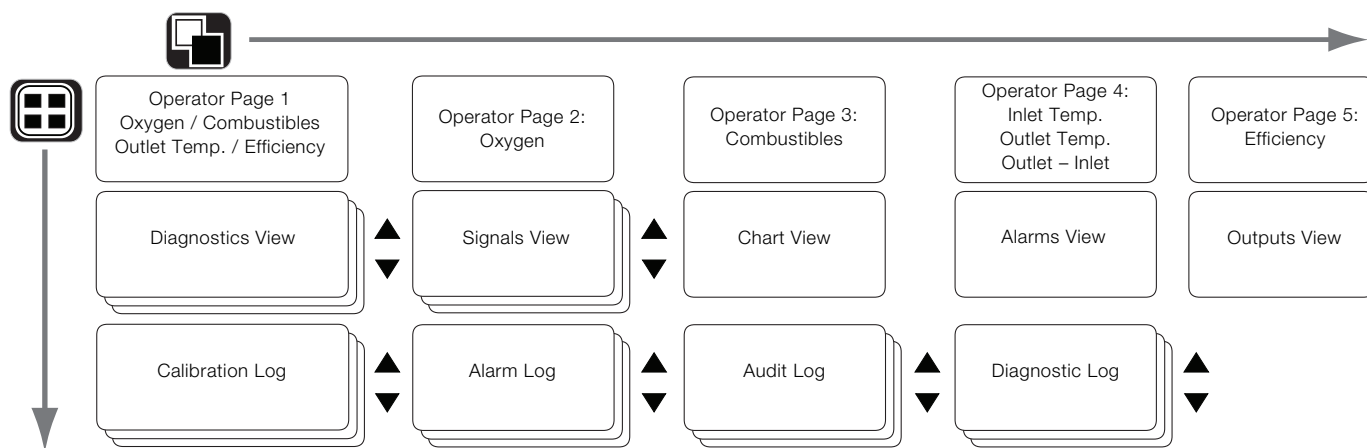 Operator Page 1
Oxygen / Combustibles
Outlet Temp. / Efficiency
Operator Page 2:
Oxygen
Operator Page 3:
Combustibles
Operator Page 4:
Inlet Temp.
Outlet Temp.
Outlet – Inlet
Operator Page 5:
Efficiency
Diagnostics View
Signals View
Chart View
Alarms View
Outputs View
Calibration Log
Alarm Log
Audit Log
Diagnostic Log